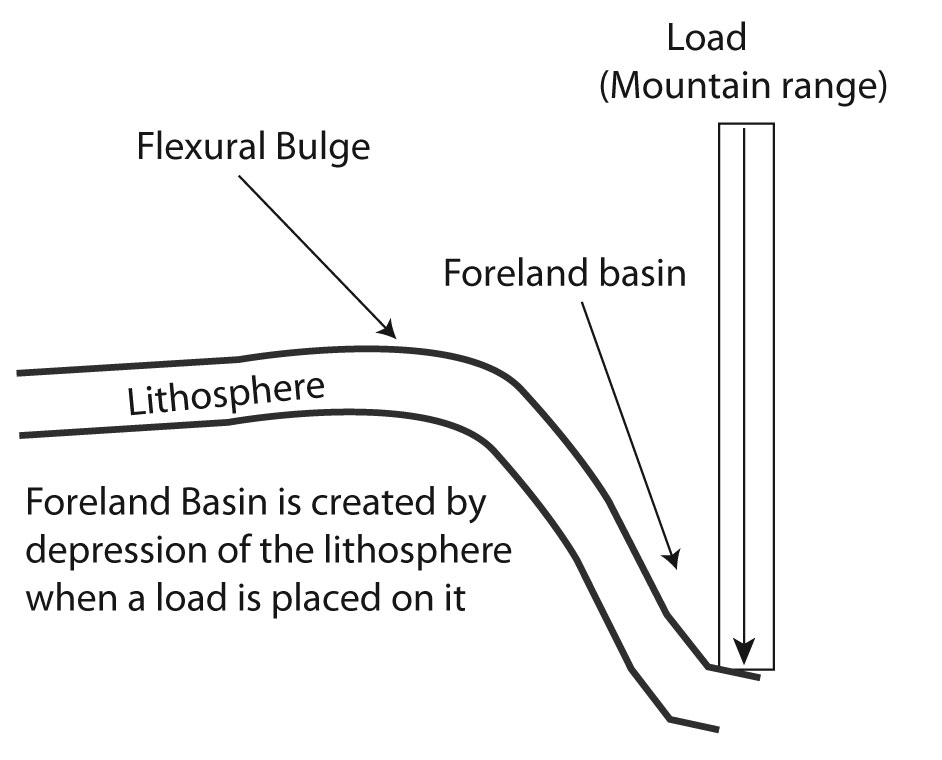 Load
(Mountain range)
Flexural Bulge
Foreland basin
Lithosphere
Foreland Basin is created by
depression of the lithosphere
when a load is placed on it